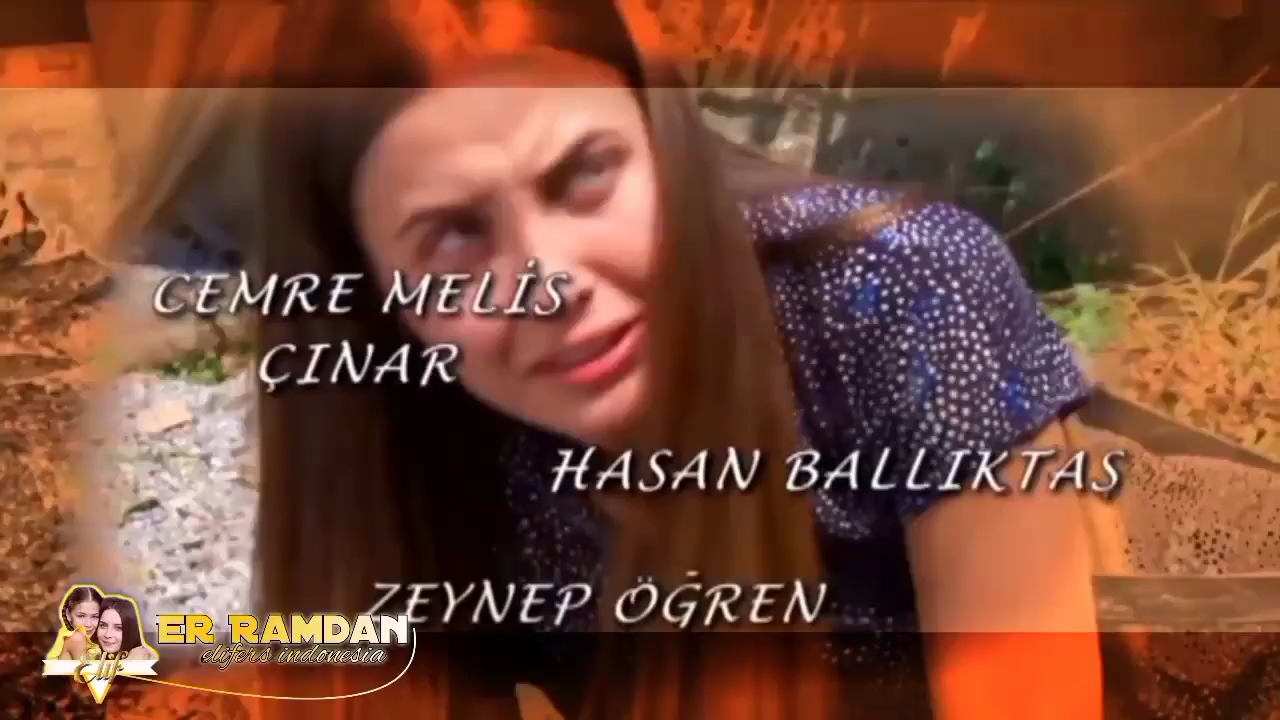 CEMRE MELİS
ÇINAR
HASAN BALLIKTAŞ
ZEYNEP ÖĞREN
ER RAMDAN
elifers indonesia
Elif